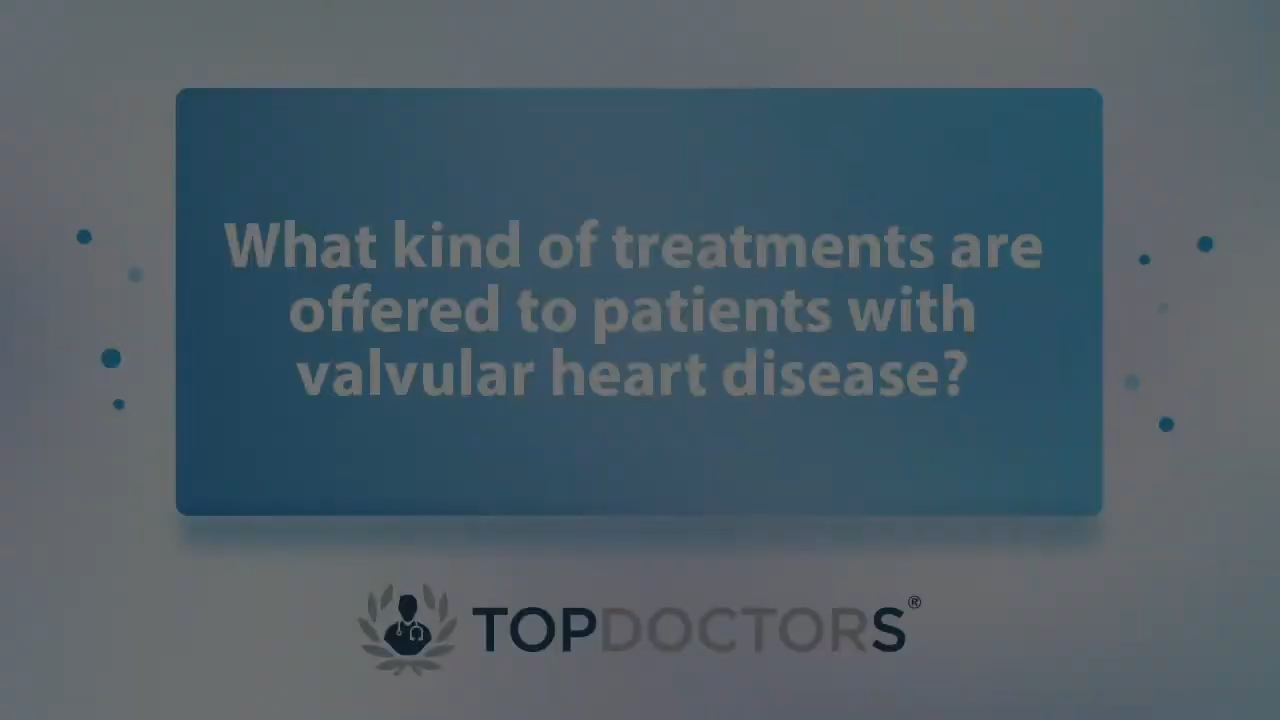 What kind of treatments are
offered to patients with
valvular heart disease?
TOPDOCTORS®